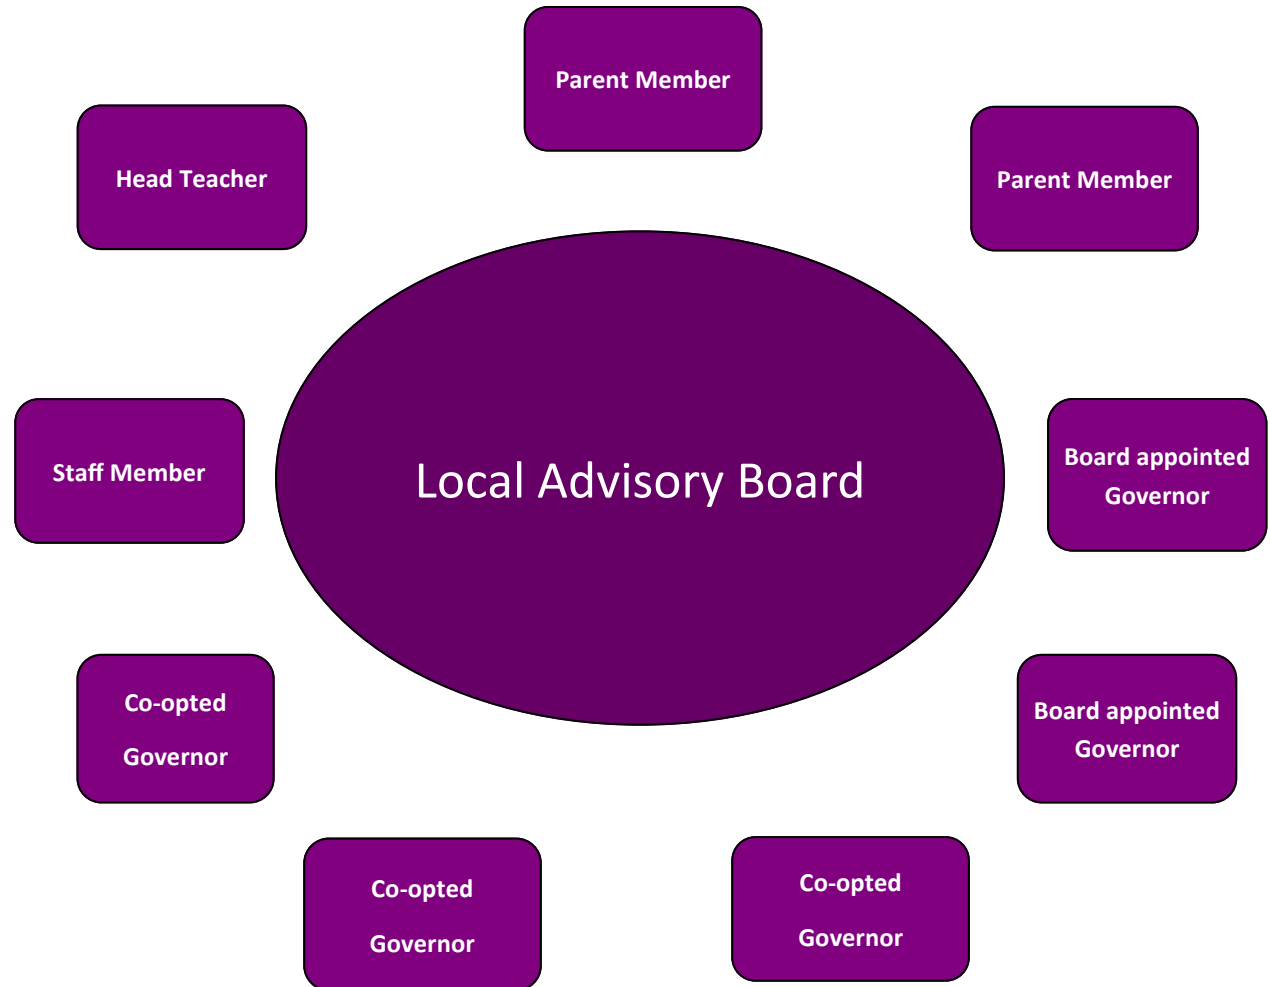 Parent Member
Head Teacher
Parent Member
Local Advisory Board
Staff Member
Board appointed
Governor
Co-opted
Governor
Board appointed
Governor
Co-opted
Governor
Co-opted
Governor